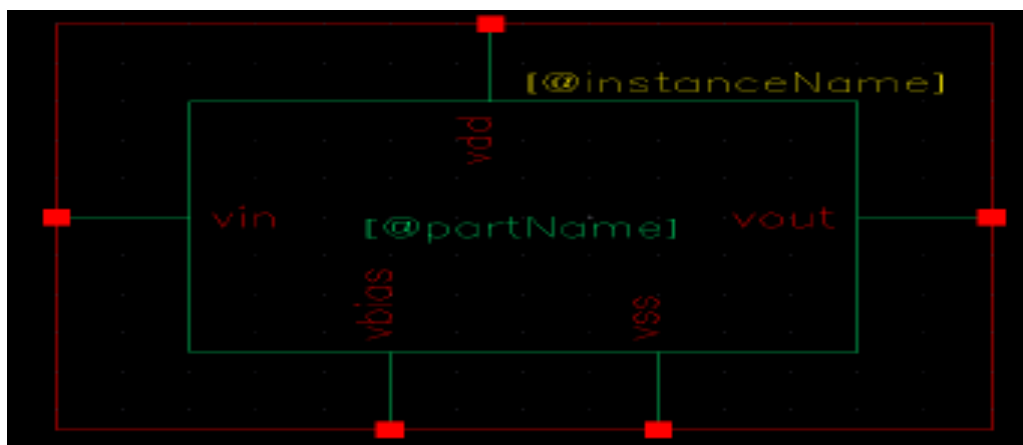 [@instanceName]
vdd
vin
[@partName]
vout
vbias
vss